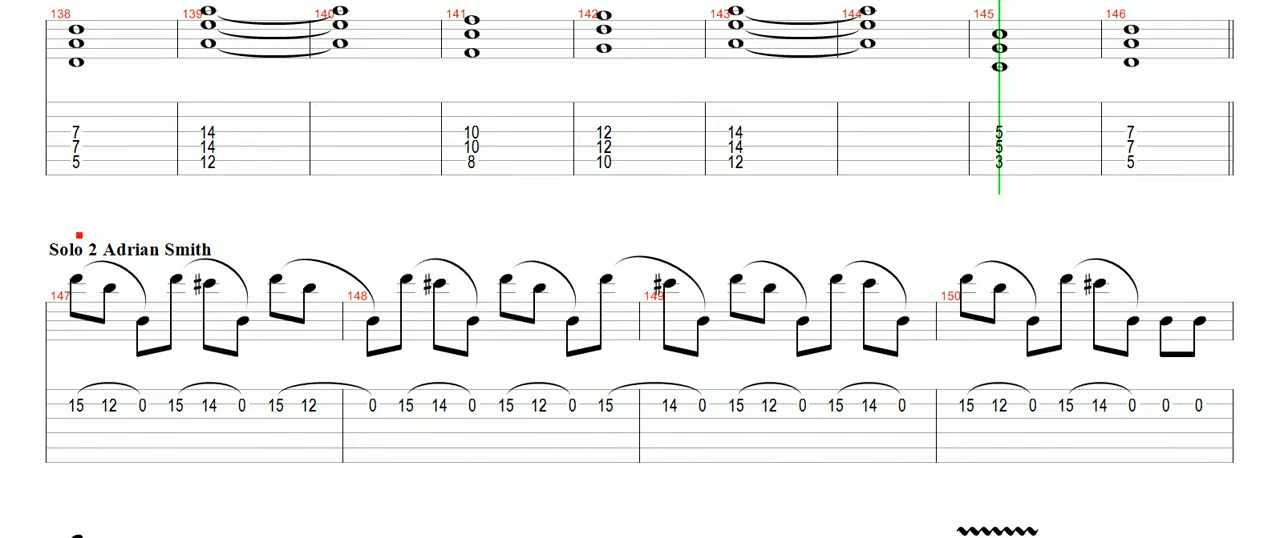 138 139 140 141 142 143 144 145 146
7 14 10 12 14 5 7
7 14 10 12 14 5 7
5 12 8 10 12 3 5
Solo 2 Adrian Smith
147 148 149 150
15 12 0 15 14 0 15 12 0 15 14 0 15 12 0 15 14 0 15 12 0 15 14 0 15 12 0 15 14 0 0 0